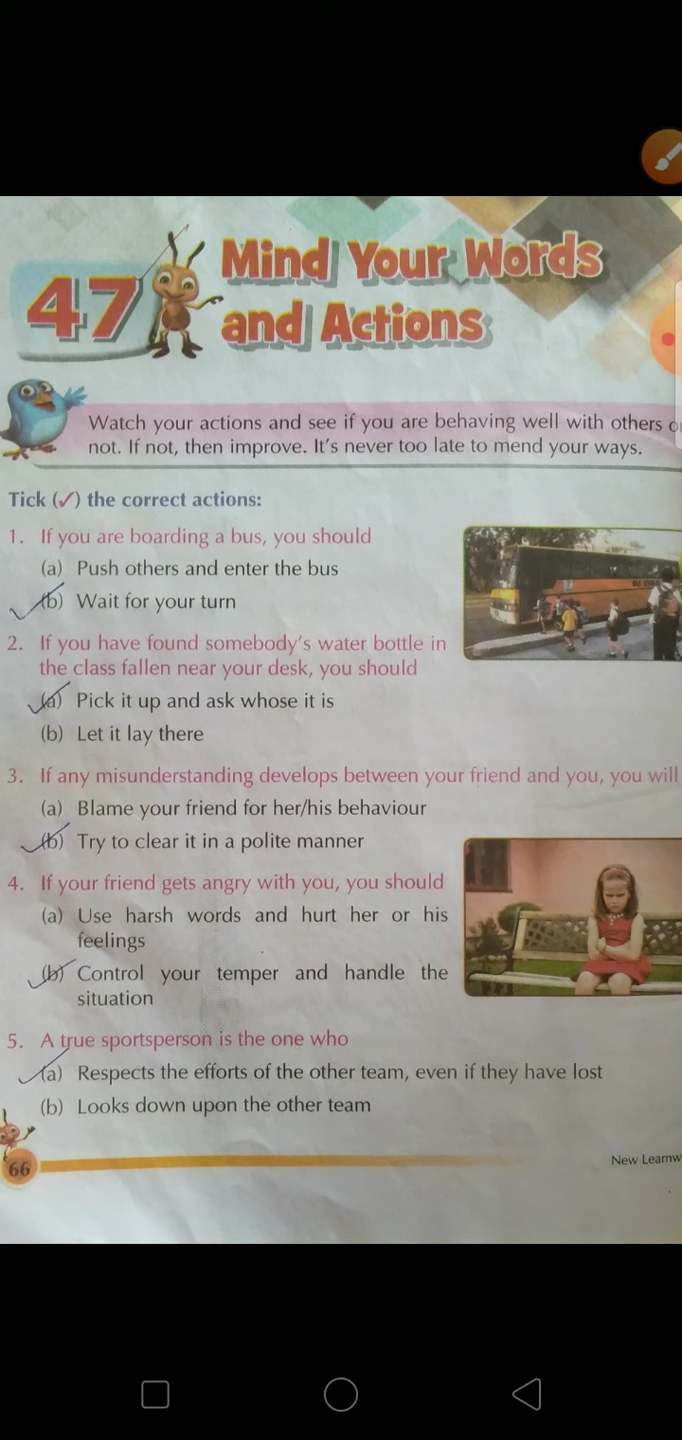 47
Mind Your Words
and Actions
Watch your actions and see if you are behaving well with others
not. If not, then improve. It's never too late to mend your ways.
Tick (✓) the correct actions:
1. If you are boarding a bus, you should
(a) Push others and enter the bus
(b) Wait for your turn
2. If you have found somebody's water bottle in
the class fallen near your desk, you should
(a) Pick it up and ask whose it is
(b) Let it lay there
3. If any misunderstanding develops between your friend and you, you will
(a) Blame your friend for her/his behaviour
(b) Try to clear it in a polite manner
4. If your friend gets angry with you, you should
(a) Use harsh words and hurt her or his
feelings
(b) Control your temper and handle the
situation
5. A true sportsperson is the one who
(a) Respects the efforts of the other team, even if they have lost
(b) Looks down upon the other team
66
New